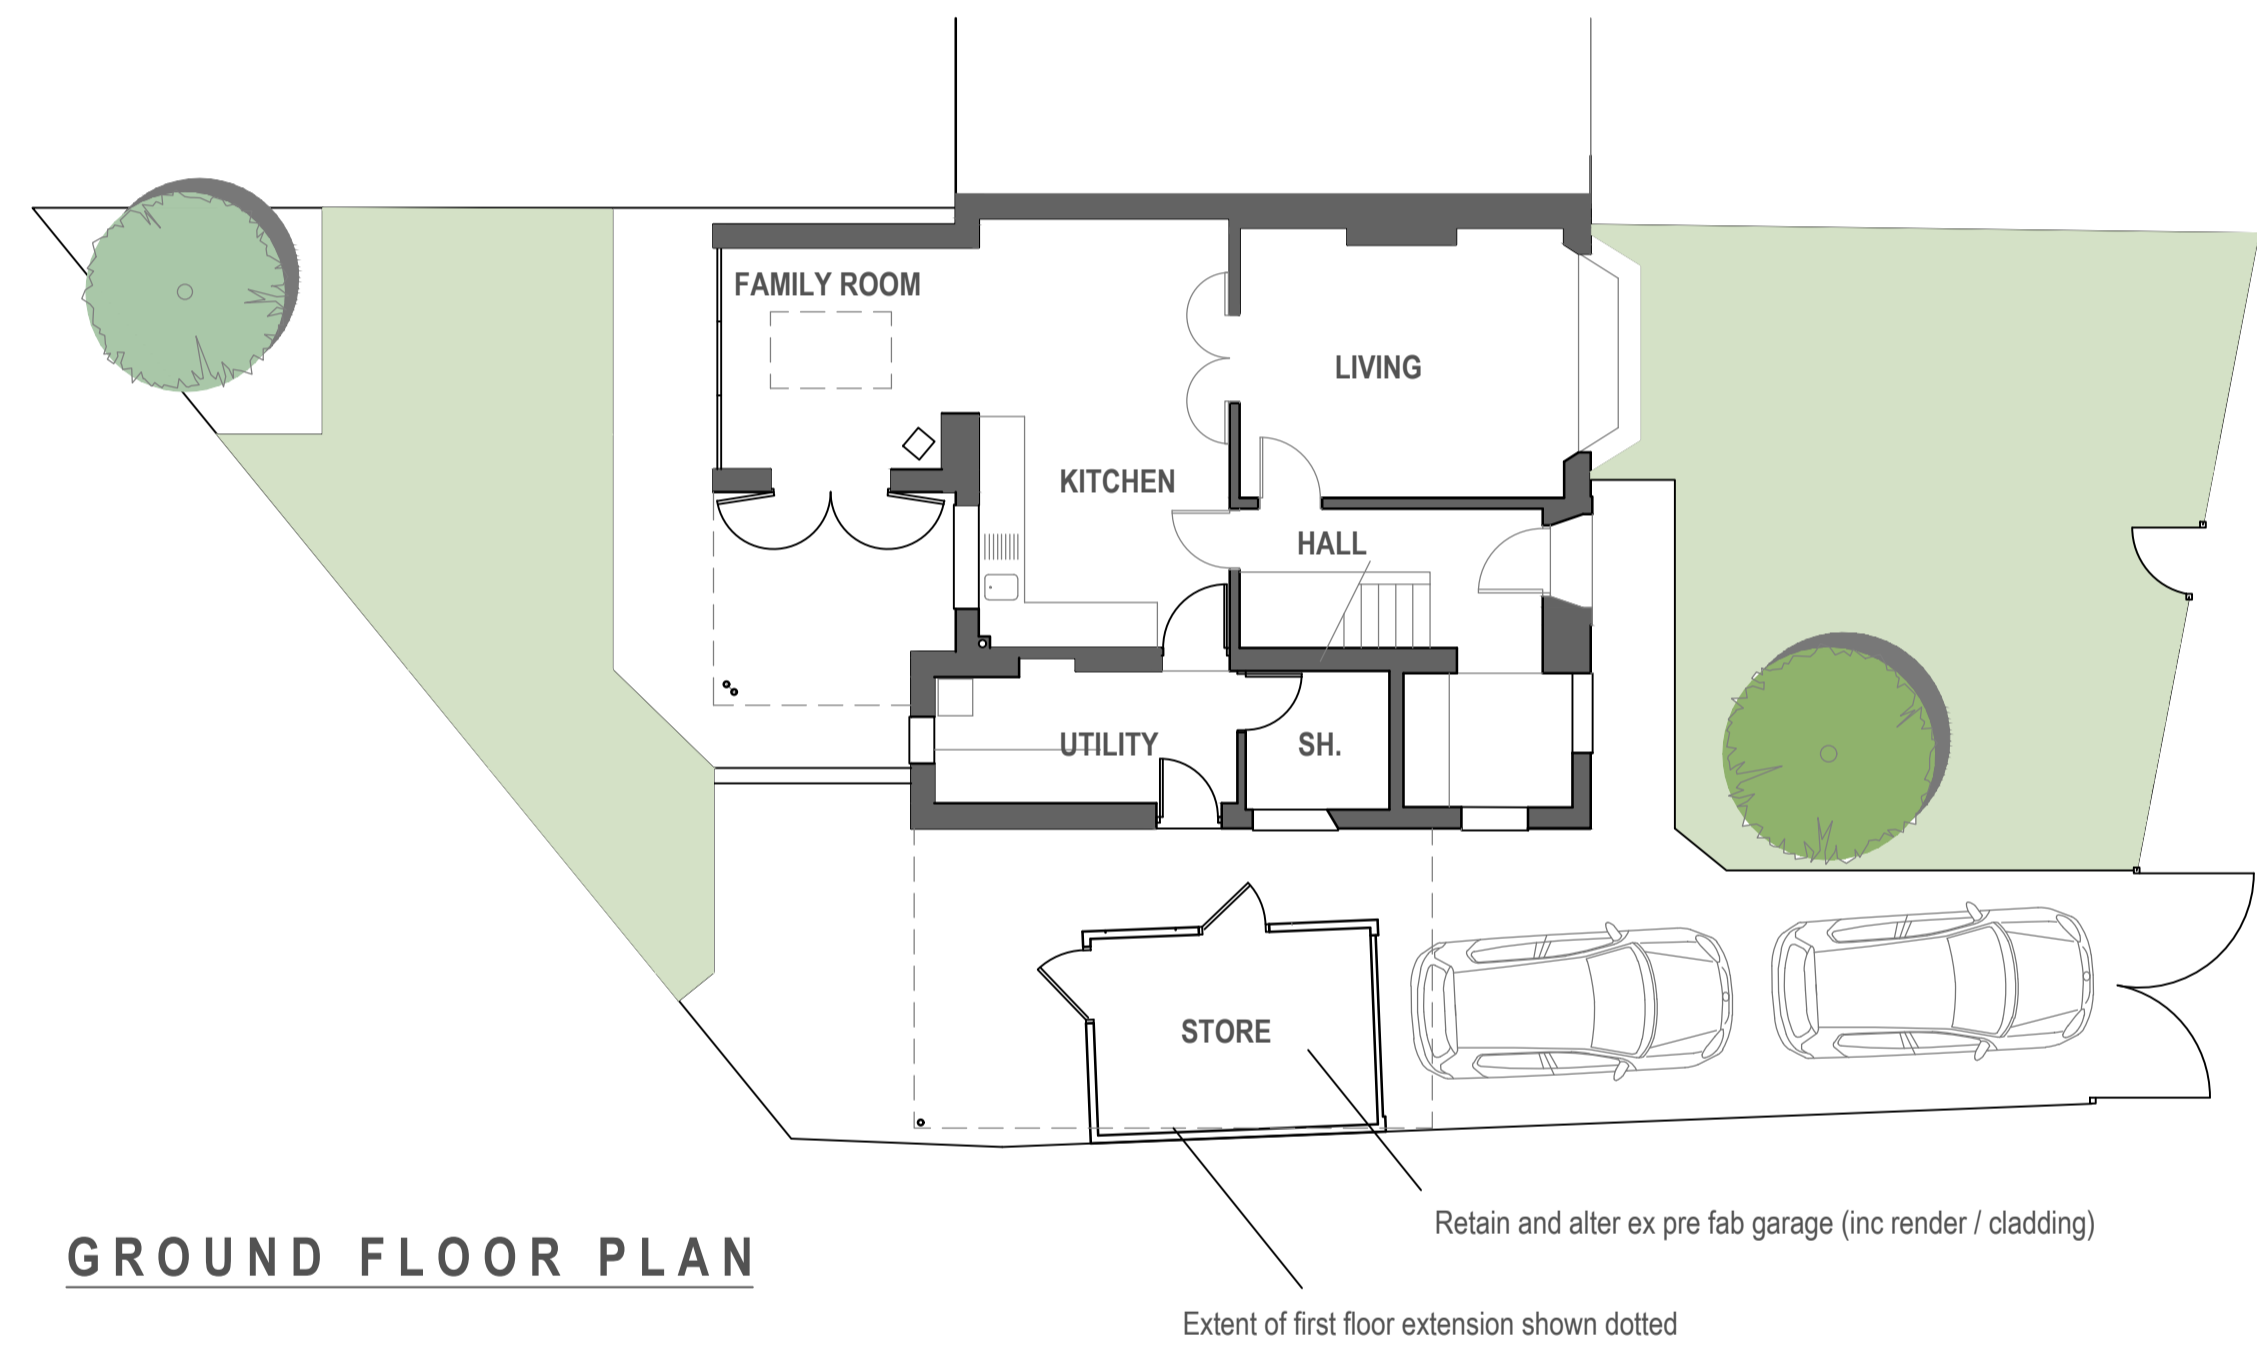 FAMILY ROOM
LIVING
KITCHEN
HALL
UTILITY
SH.
STORE
Retain and alter ex pre fab garage (inc render / cladding)
GROUND FLOOR PLAN
Extent of first floor extension shown dotted